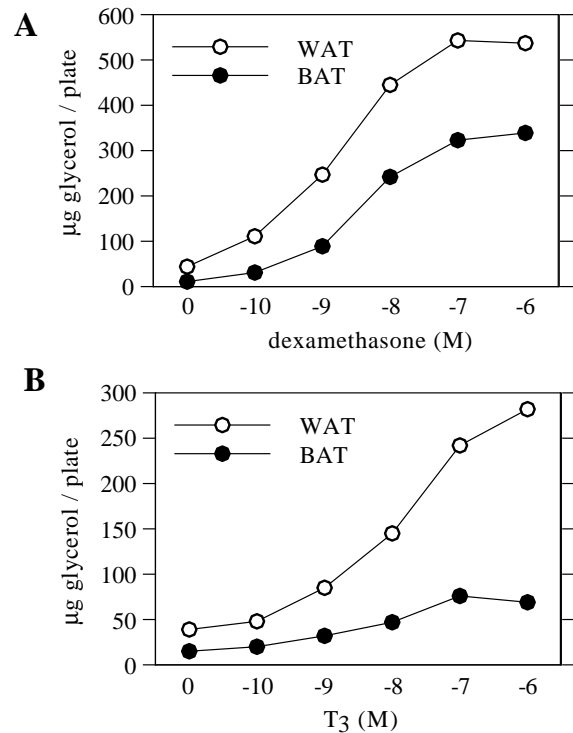 A
600
500
400
300
200
100
0
µg glycerol / plate
WAT
BAT
0 -10 -9 -8 -7 -6
dexamethasone (M)
B
300
250
200
150
100
50
0
µg glycerol / plate
WAT
BAT
0 -10 -9 -8 -7 -6
T3 (M)